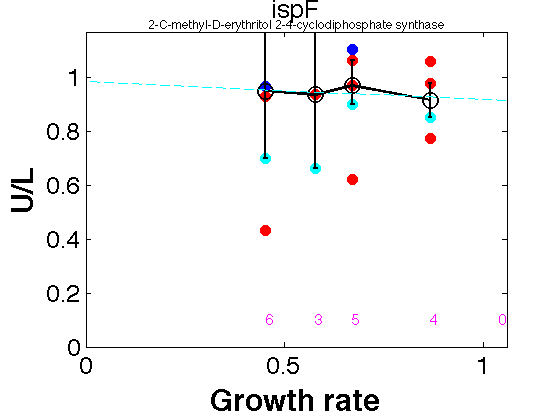 ispF
2-C-methyl-D-erythritol 2-4-cyclodiphosphate synthase
1
0.8
0.6
0.4
0.2
0
U/L
6 3 5 4 0
0 0.5 1
Growth rate